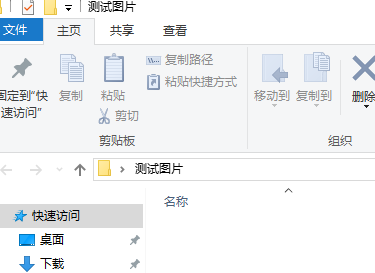 测试图片
文件 主页 共享 查看
固定到"快速访问"
复制
粘贴
复制路径
粘贴快捷方式
剪切
移动到
复制到
删除
剪贴板
组织
测试图片
快速访问
名称
桌面
下载